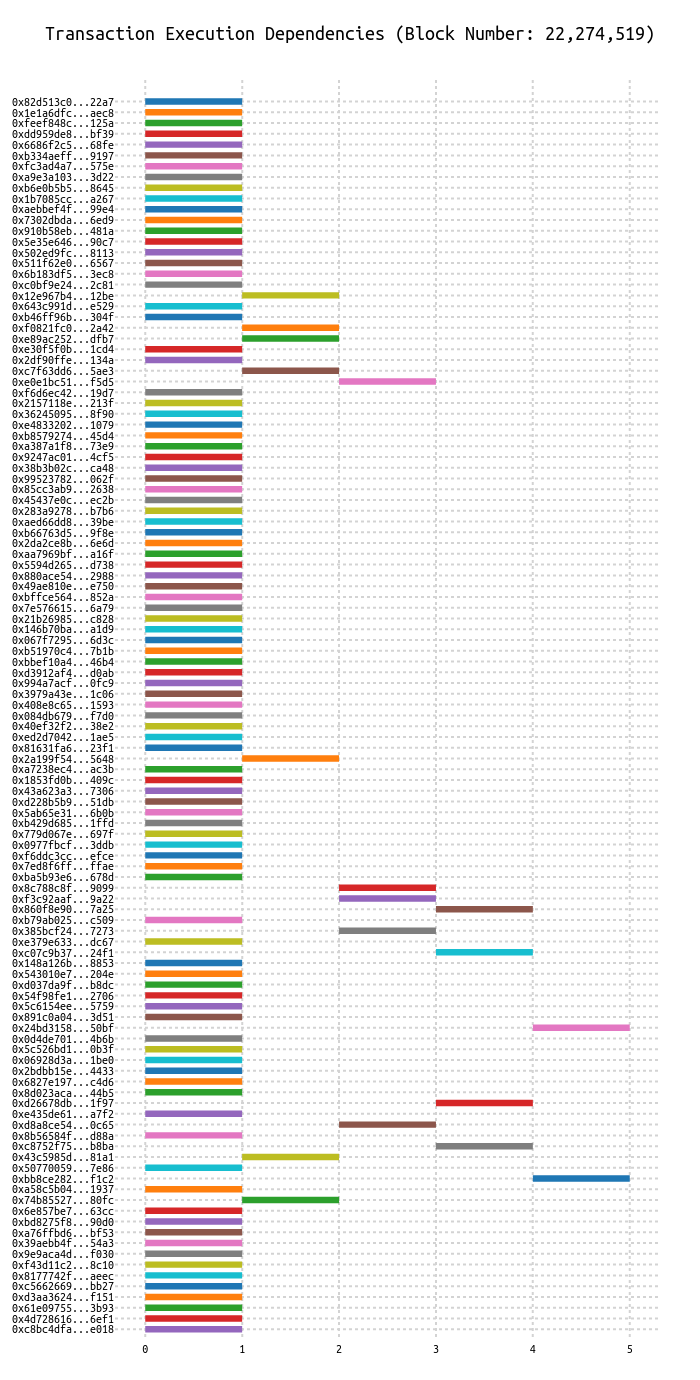 Transaction Execution Dependencies (Block Number: 22,274,519)
0x82d513c0...22a7
0x1e1a6dfc...aec8
0xfeef848c...125a
0xdd959de8...bf39
0x6686f2c5...68fe
0xb334aeff...9197
0xfc3ad4a7...575e
0xa9e3a103...3d22
0xb6e0b5b5...8645
0x1b7085cc...a267
0xaebbef4f...99e4
0x7302dbda...6ed9
0x910b58eb...481a
0x5e35e646...90c7
0x502ed9fc...8113
0x511f62e0...6567
0x6b183df5...3ec8
0xc0bf9e24...2c81
0x12e967b4...12be
0x643c991d...e529
0xb46ff96b...304f
0xf0821fc0...2a42
0xe89ac252...dfb7
0xe30f5f0b...1cd4
0x2df90ffe...134a
0xc7f63dd6...5ae3
0xe0e1bc51...f5d5
0xf6d6ec42...19d7
0x2157118e...213f
0x36245095...8f90
0xe4833202...1079
0xb8579274...45d4
0xa387a1f8...73e9
0x9247ac01...4cf5
0x38b3b02c...ca48
0x99523782...062f
0x85cc3ab9...2638
0x45437e0c...ec2b
0x283a9278...b7b6
0xaed66dd8...39be
0xb66763d5...9f8e
0x2da2ce8b...6e6d
0xaa7969bf...a16f
0x5594d265...d738
0x880ace54...2988
0x49ae810e...e750
0xbffce564...852a
0x7e576615...6a79
0x21b26985...c828
0x146b70ba...a1d9
0x067f7295...6d3c
0xb51970c4...7b1b
0xbbef10a4...46b4
0xd3912af4...d0ab
0x994a7acf...0fc9
0x3979a43e...1c06
0x408e8c65...1593
0x084db679...f7d0
0x40ef32f2...38e2
0xed2d7042...1ae5
0x81631fa6...23f1
0x2a199f54...5648
0xa7238ec4...ac3b
0x1853fd0b...409c
0x43a623a3...7306
0xd228b5b9...51db
0x5ab65e31...6b0b
0xb429d685...1ffd
0x779d067e...697f
0x0977fbcf...3ddb
0xf6ddc3cc...efce
0x7ed8f6ff...ffae
0xba5b93e6...678d
0x8c788c8f...9099
0xf3c92aaf...9a22
0x860f8e90...7a25
0xb79ab025...c509
0x385bcf24...7273
0xe379e633...dc67
0xc07c9b37...24f1
0x148a126b...8853
0x543010e7...204e
0xd037da9f...b8dc
0x54f98fe1...2706
0x5c6154ee...5759
0x891c0a04...3d51
0x24bd3158...50bf
0x0d4de701...4b6b
0x5c526bd1...0b3f
0x06928d3a...1be0
0x2bdbb15e...4433
0x6827e197...c4d6
0x8d023aca...44b5
0xd26678db...1f97
0xe435de61...a7f2
0xd8a8ce54...0c65
0x8b56584f...d88a
0xc8752f75...b8ba
0x43c5985d...81a1
0x50770059...7e86
0xbb8ce282...f1c2
0xa58c5b04...1937
0x74b85527...80fc
0x6e857be7...63cc
0xbd8275f8...90d0
0xa76ffbd6...bf53
0x39aebb4f...54a3
0x9e9aca4d...f030
0xf43d11c2...8c10
0x8177742f...aeec
0xc5662669...bb27
0xd3aa3624...f151
0x61e09755...3b93
0x4d728616...6ef1
0xc8bc4dfa...e018
0 1 2 3 4 5